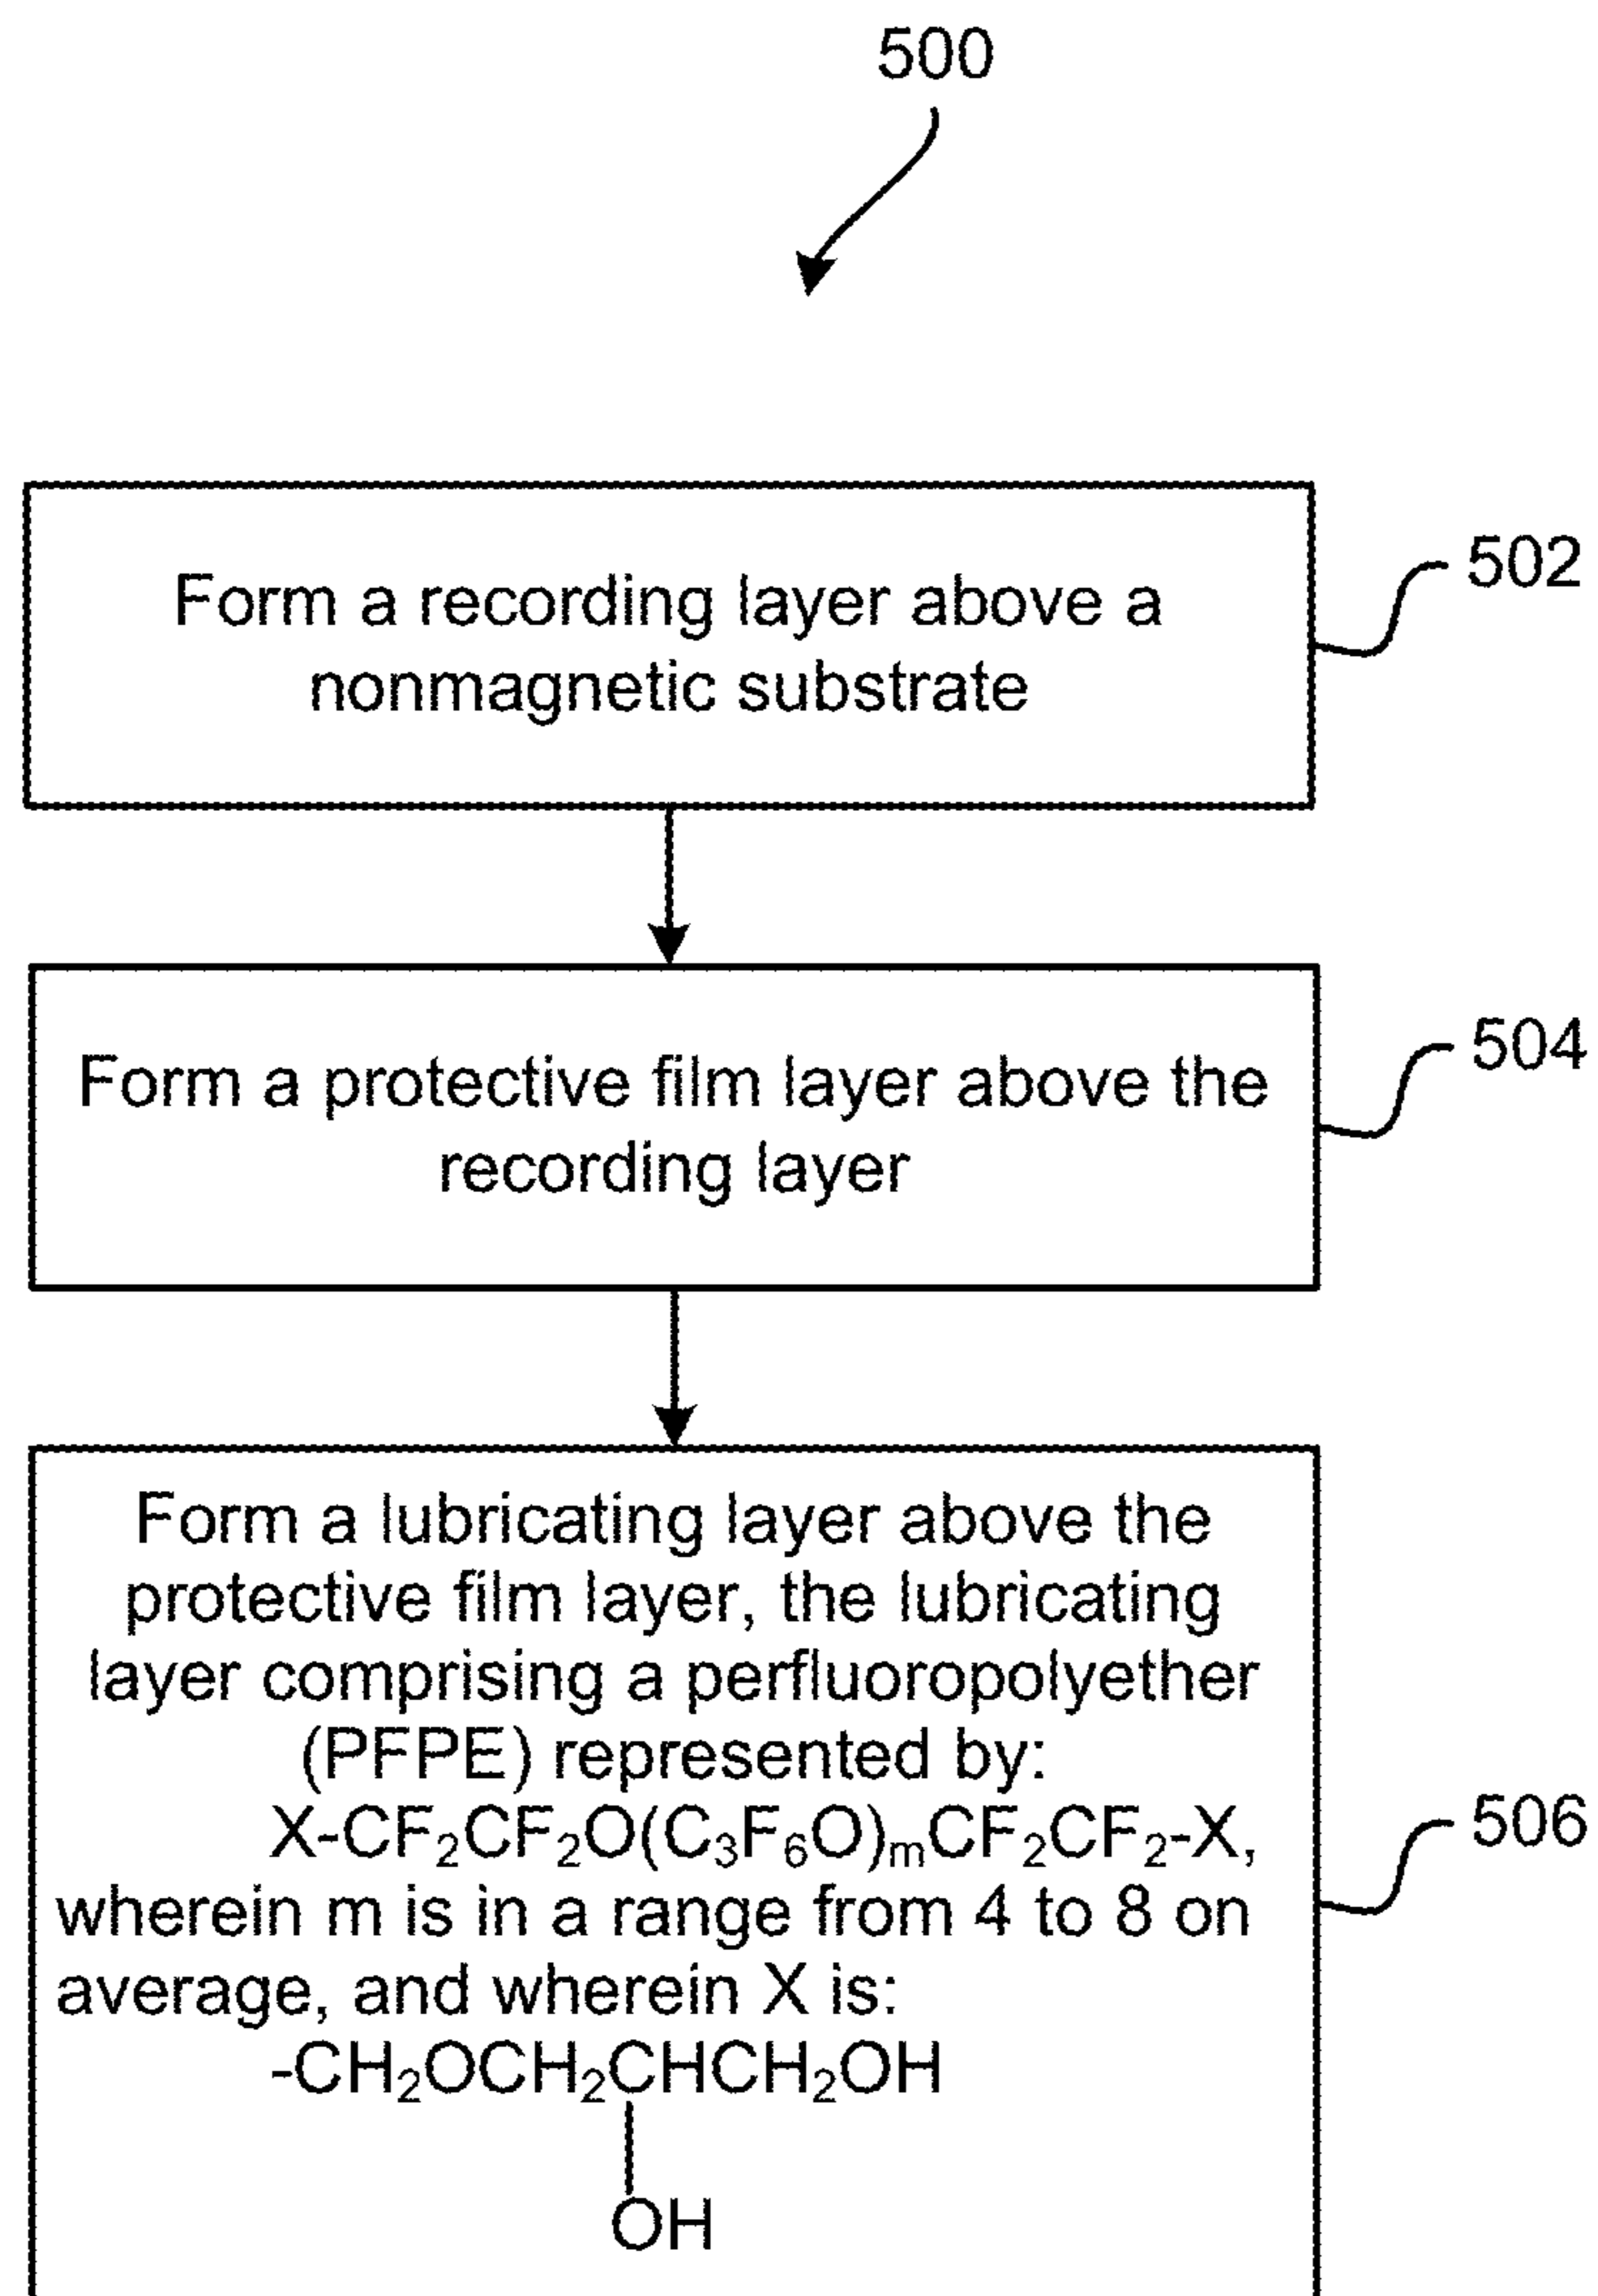 500
Form a recording layer above a
nonmagnetic substrate
502
Form a protective film layer above the
recording layer
504
Form a lubricating layer above the
protective film layer, the lubricating
layer comprising a perfluoropolyether
(PFPE) represented by:
X-CF₂CF₂O(C₃F₆O)ₘCF₂CF₂-X,
wherein m is in a range from 4 to 8 on
average, and wherein X is:
-CH₂OCH₂CHCH₂OH
OH
506